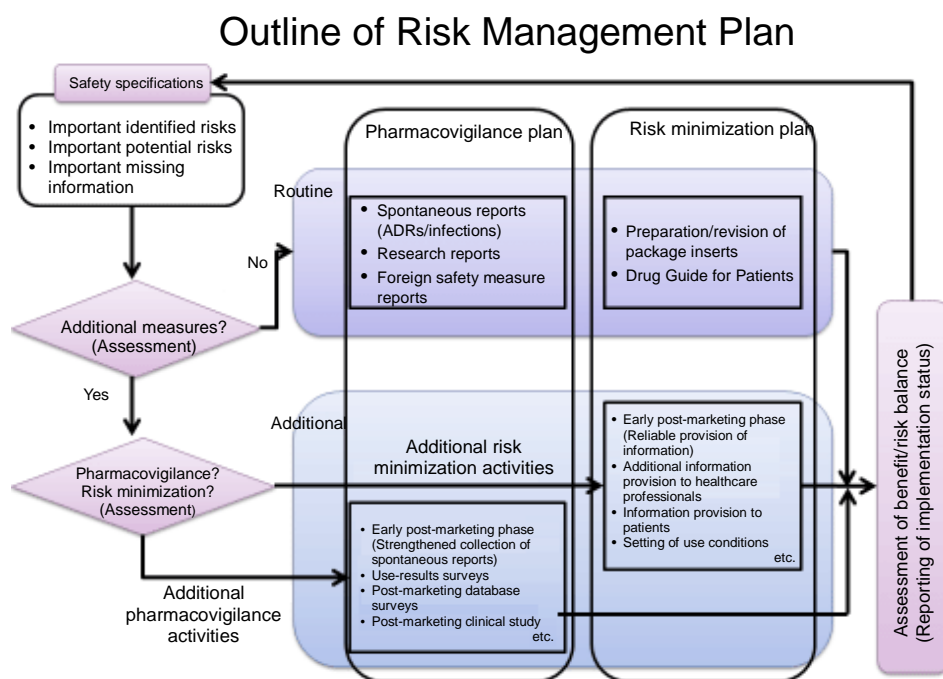 Outline of Risk Management Plan
Safety specifications
• Important identified risks
• Important potential risks
• Important missing
information
Pharmacovigilance plan
Risk minimization plan
Routine
• Spontaneous reports
(ADRs/infections)
• Research reports
• Foreign safety measure
reports
• Preparation/revision of
package inserts
• Drug Guide for Patients
No
Additional measures?
(Assessment)
Yes
Additional
Pharmacovigilance?
Risk minimization?
(Assessment)
Additional risk
minimization activities
• Early post-marketing phase
(Reliable provision of
information)
• Additional information
provision to healthcare
professionals
• Information provision to
patients
• Setting of use conditions
etc.
Additional
pharmacovigilance
activities
• Early post-marketing phase
(Strengthened collection of
spontaneous reports)
• Use-results surveys
• Post-marketing database
surveys
• Post-marketing clinical study
etc.
Assessment of benefit/risk balance
(Reporting of implementation status)